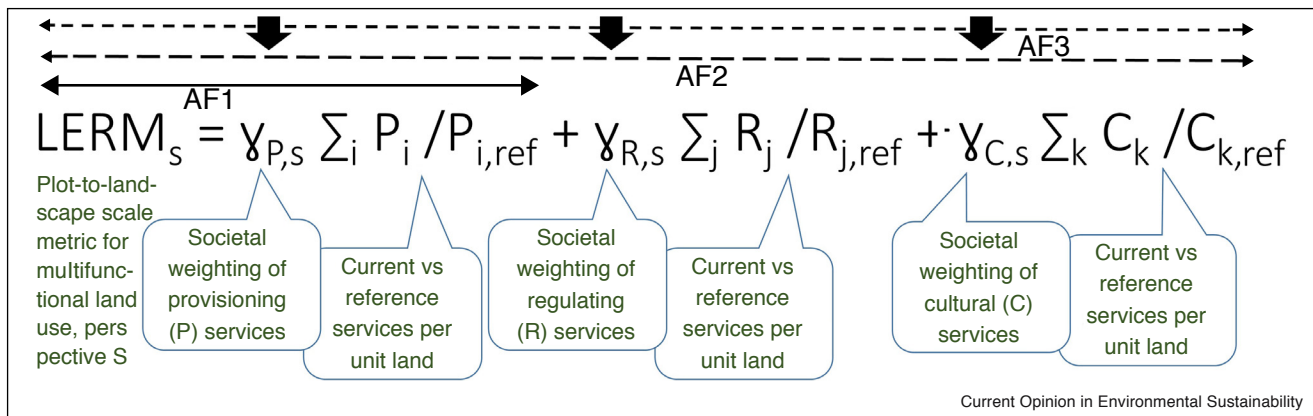 AF3
AF2
AF1
LERMₛ = ɣP,s ∑i Pi /Pi,ref + ɣR,s ∑j Rj /Rj,ref + ɣC,s ∑k Ck /Ck,ref
Plot-to-land-
scape scale
metric for
multifunc-
tional land
use, pers
pective S
Societal
weighting of
provisioning
(P) services
Current vs
reference
services per
unit land
Societal
weighting of
regulating
(R) services
Current vs
reference
services per
unit land
Societal
weighting of
cultural (C)
services
Current vs
reference
services per
unit land
Current Opinion in Environmental Sustainability